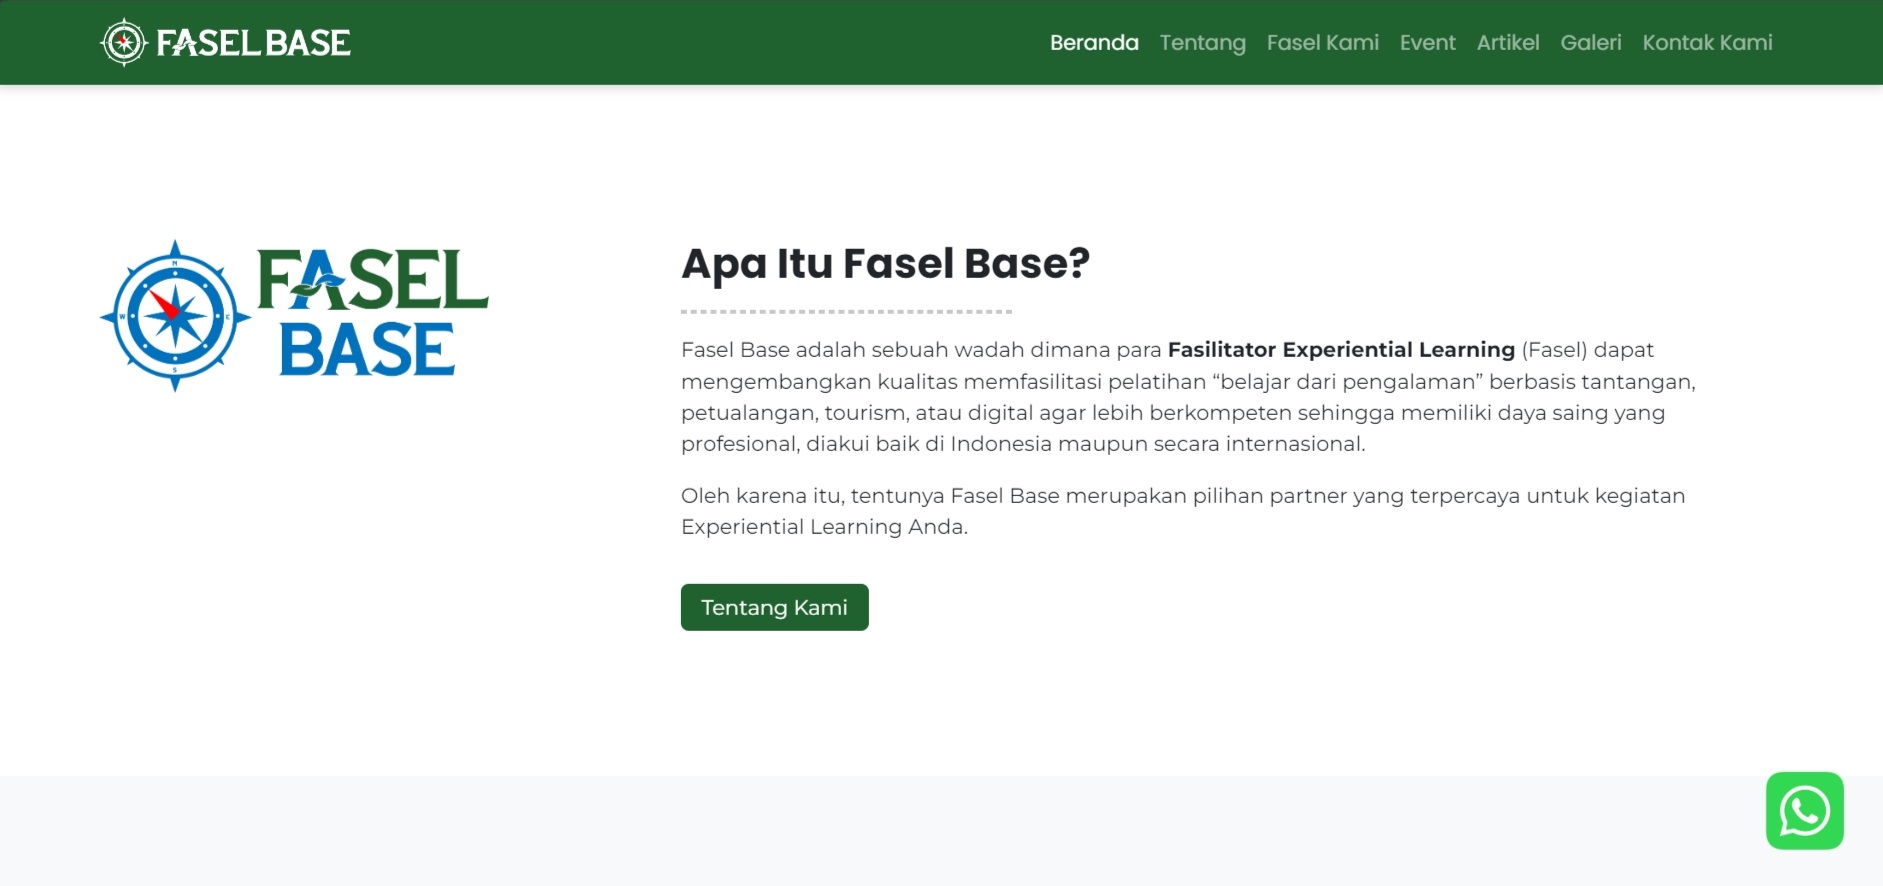 FASEL BASE
Beranda Tentang Fasel Kami Event Artikel Galeri Kontak Kami
N
W E
S
FASEL
BASE
Apa Itu Fasel Base?
Fasel Base adalah sebuah wadah dimana para Fasilitator Experiential Learning (Fasel) dapat
mengembangkan kualitas memfasilitasi pelatihan “belajar dari pengalaman” berbasis tantangan,
petualangan, tourism, atau digital agar lebih berkompeten sehingga memiliki daya saing yang
profesional, diakui baik di Indonesia maupun secara internasional.
Oleh karena itu, tentunya Fasel Base merupakan pilihan partner yang terpercaya untuk kegiatan
Experiential Learning Anda.
Tentang Kami